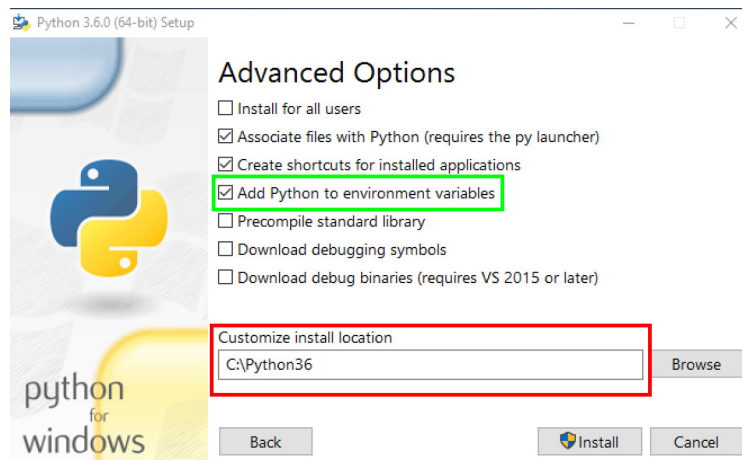 Python 3.6.0 (64-bit) Setup
Advanced Options
Install for all users
Associate files with Python (requires the py launcher)
Create shortcuts for installed applications
Add Python to environment variables
Precompile standard library
Download debugging symbols
Download debug binaries (requires VS 2015 or later)
Customize install location
C:\Python36
Browse
python
for
windows
Back
Install
Cancel